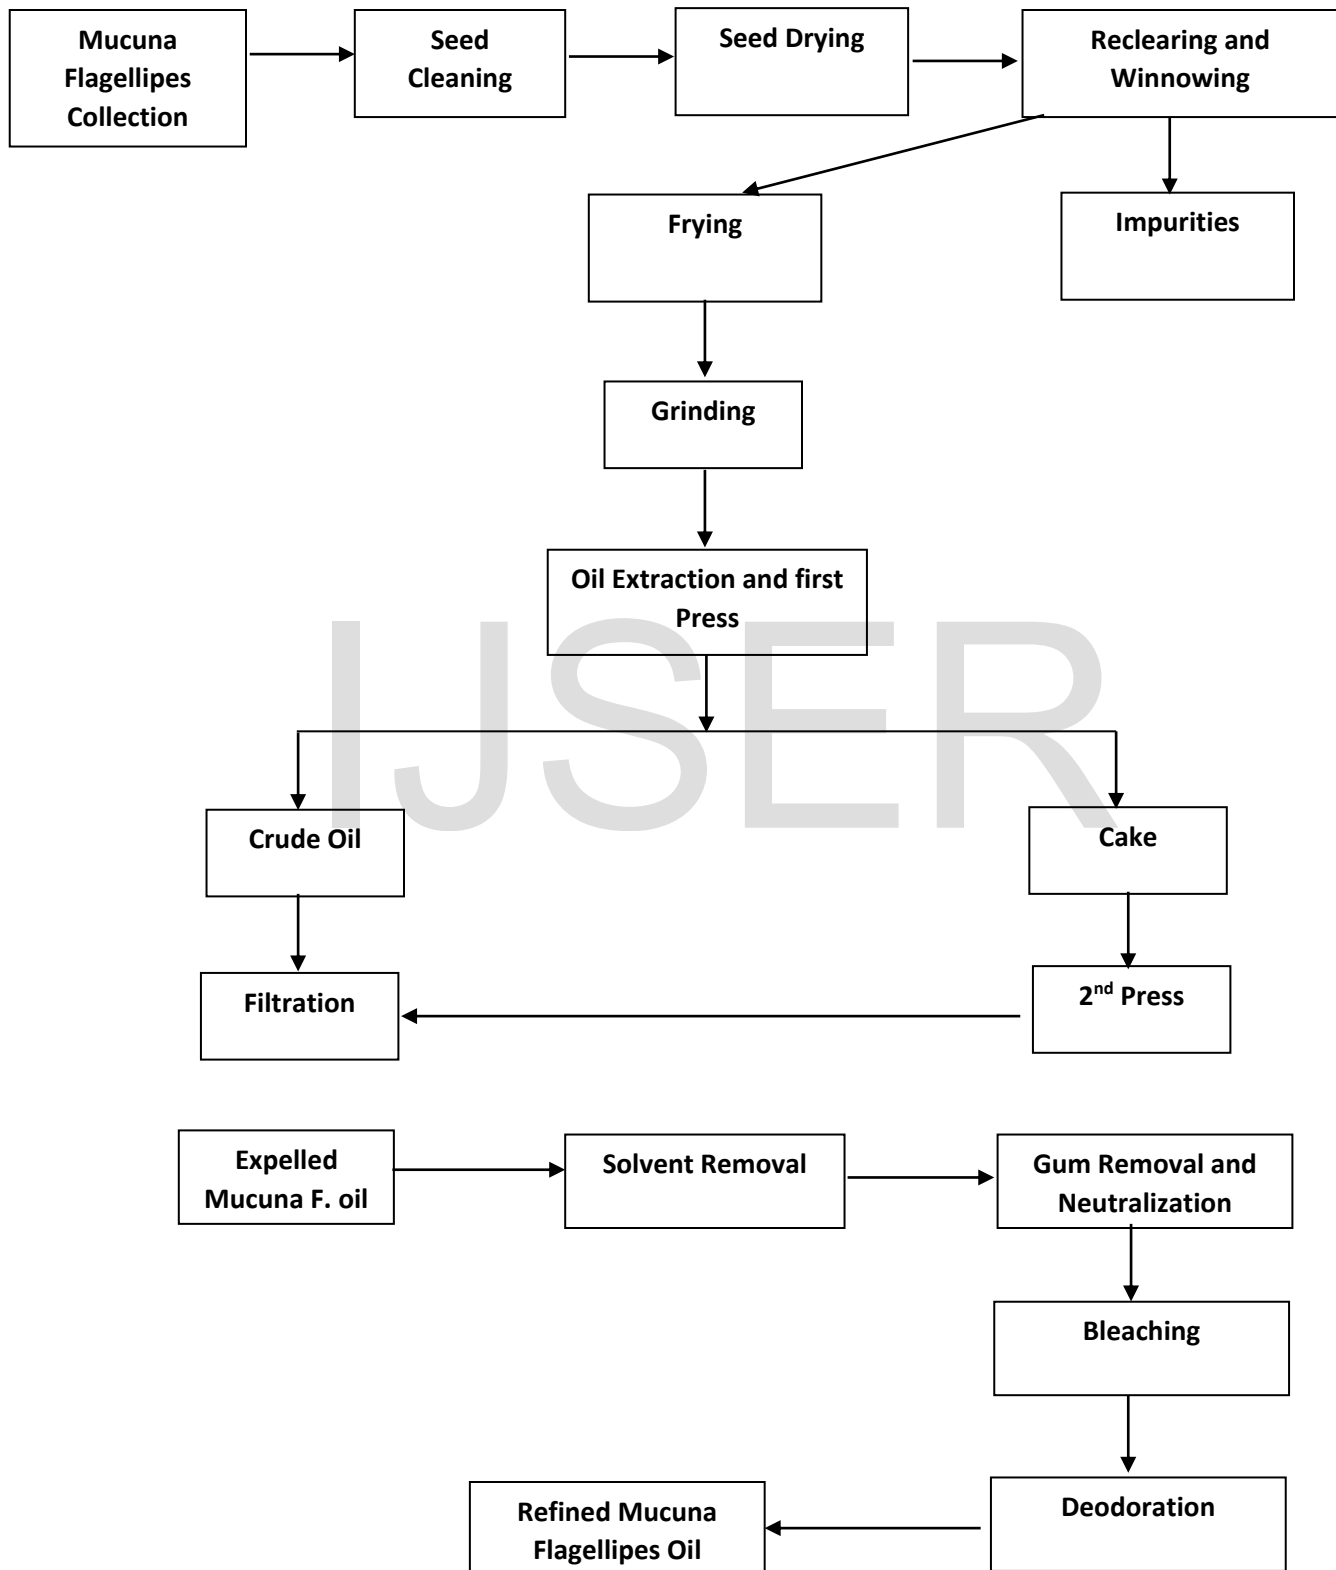 Mucuna
Flagellipes
Collection
Seed
Cleaning
Seed Drying
Reclearing and
Winnowing
Frying
Impurities
Grinding
Oil Extraction and first
Press
IJSER
Crude Oil
Cake
Filtration
2nd Press
Expelled
Mucuna F. oil
Solvent Removal
Gum Removal and
Neutralization
Bleaching
Deodoration
Refined Mucuna
Flagellipes Oil